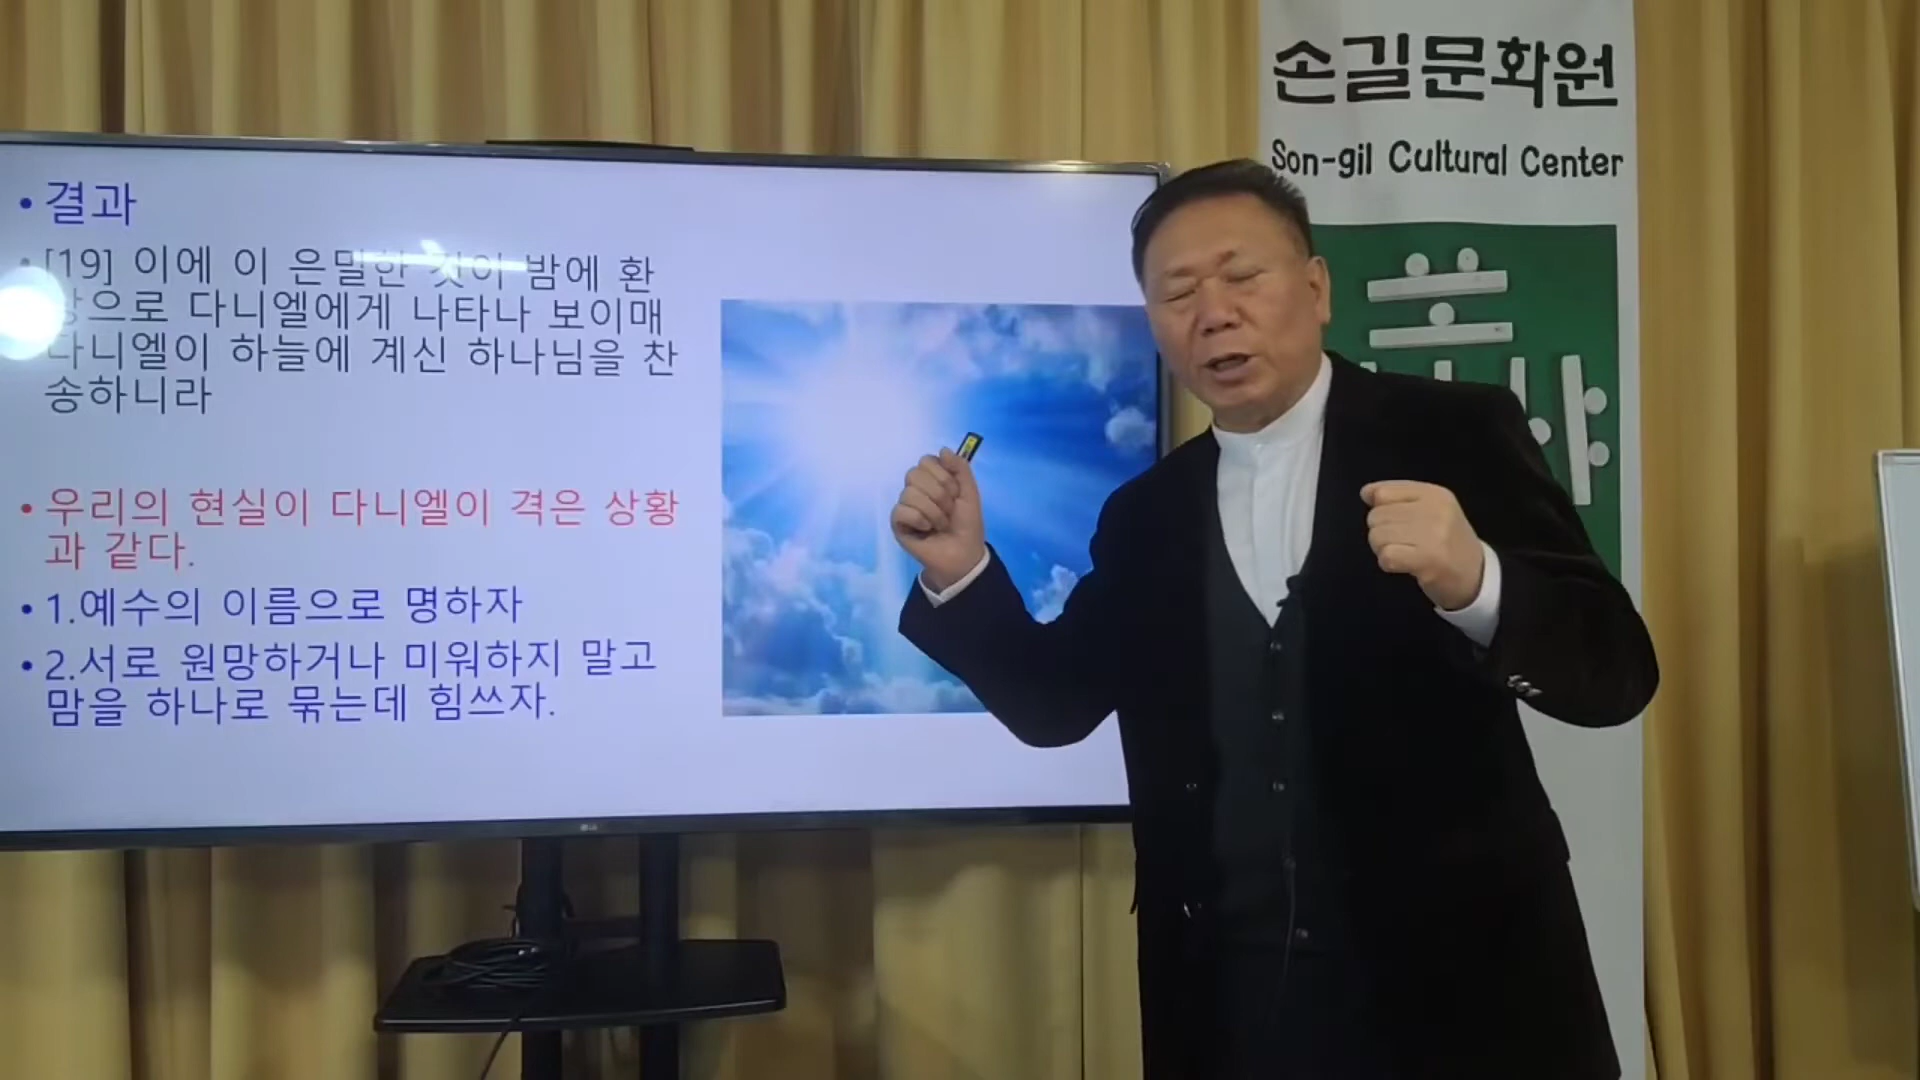 • 결과
• [19] 이에 이 은밀한 것이 밤에 환
상으로 다니엘에게 나타나 보이매
다니엘이 하늘에 계신 하나님을 찬
송하니라
• 우리의 현실이 다니엘이 격은 상황
과 같다.
• 1.예수의 이름으로 명하자
• 2.서로 원망하거나 미워하지 말고
맘을 하나로 묶는데 힘쓰자.
LG
손길문화원
Son-gil Cultural Center